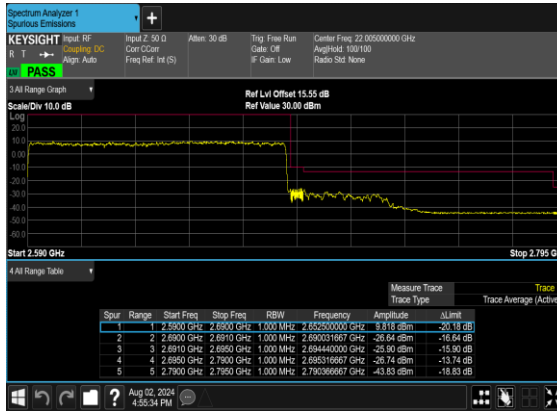 Spectrum Analyzer 1
Spurious Emissions
+
KEYSIGHT Input: RF Input Z: 50 Ω Atten: 30 dB Trig: Free Run Center Freq: 22.005000000 GHz
R T Coupling: DC Corr CCorr Gate: Off Avg|Hold: 100/100
Align: Auto Freq Ref: Int (S) IF Gain: Low Radio Std: None
LU PASS
3 All Range Graph Ref Lvl Offset 15.55 dB
Scale/Div 10.0 dB Ref Value 30.00 dBm
Log
20.0
10.0
0.00
-10.0
-20.0
-30.0
-40.0
-50.0
-60.0
Start 2.590 GHz Stop 2.795 G
4 All Range Table
Measure Trace Trace
Trace Type Trace Average (Active
Spur Range Start Freq Stop Freq RBW Frequency Amplitude ΔLimit
1 1 2.5900 GHz 2.6900 GHz 1.000 MHz 2.652500000 GHz 9.818 dBm -20.18 dB
2 2 2.6900 GHz 2.6910 GHz 1.000 MHz 2.690031667 GHz -26.64 dBm -16.64 dB
3 3 2.6910 GHz 2.6950 GHz 1.000 MHz 2.694440000 GHz -25.90 dBm -15.90 dB
4 4 2.6950 GHz 2.7900 GHz 1.000 MHz 2.695316667 GHz -26.74 dBm -13.74 dB
5 5 2.7900 GHz 2.7950 GHz 1.000 MHz 2.790366667 GHz -43.83 dBm -18.83 dB
? Aug 02, 2024
4:55:34 PM